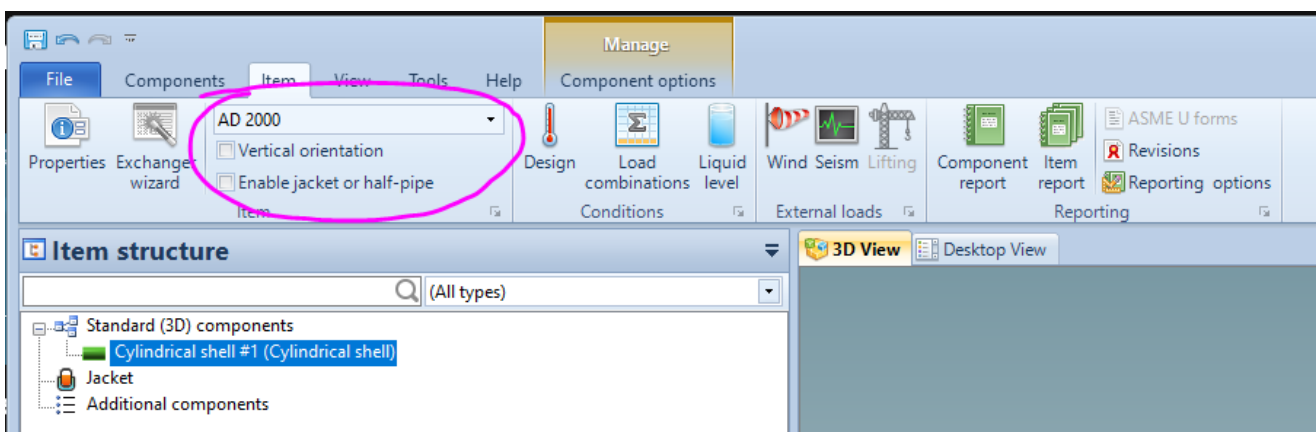 Manage
File Components Item View Tools Help Component options
AD 2000
Vertical orientation
Enable jacket or half-pipe
Properties Exchanger wizard
Item
Design Load combinations Liquid level
Conditions
Wind Seism Lifting
External loads
Component report Item report
ASME U forms
Revisions
Reporting options
Reporting
Item structure
3D View Desktop View
(All types)
Standard (3D) components
Cylindrical shell #1 (Cylindrical shell)
Jacket
Additional components